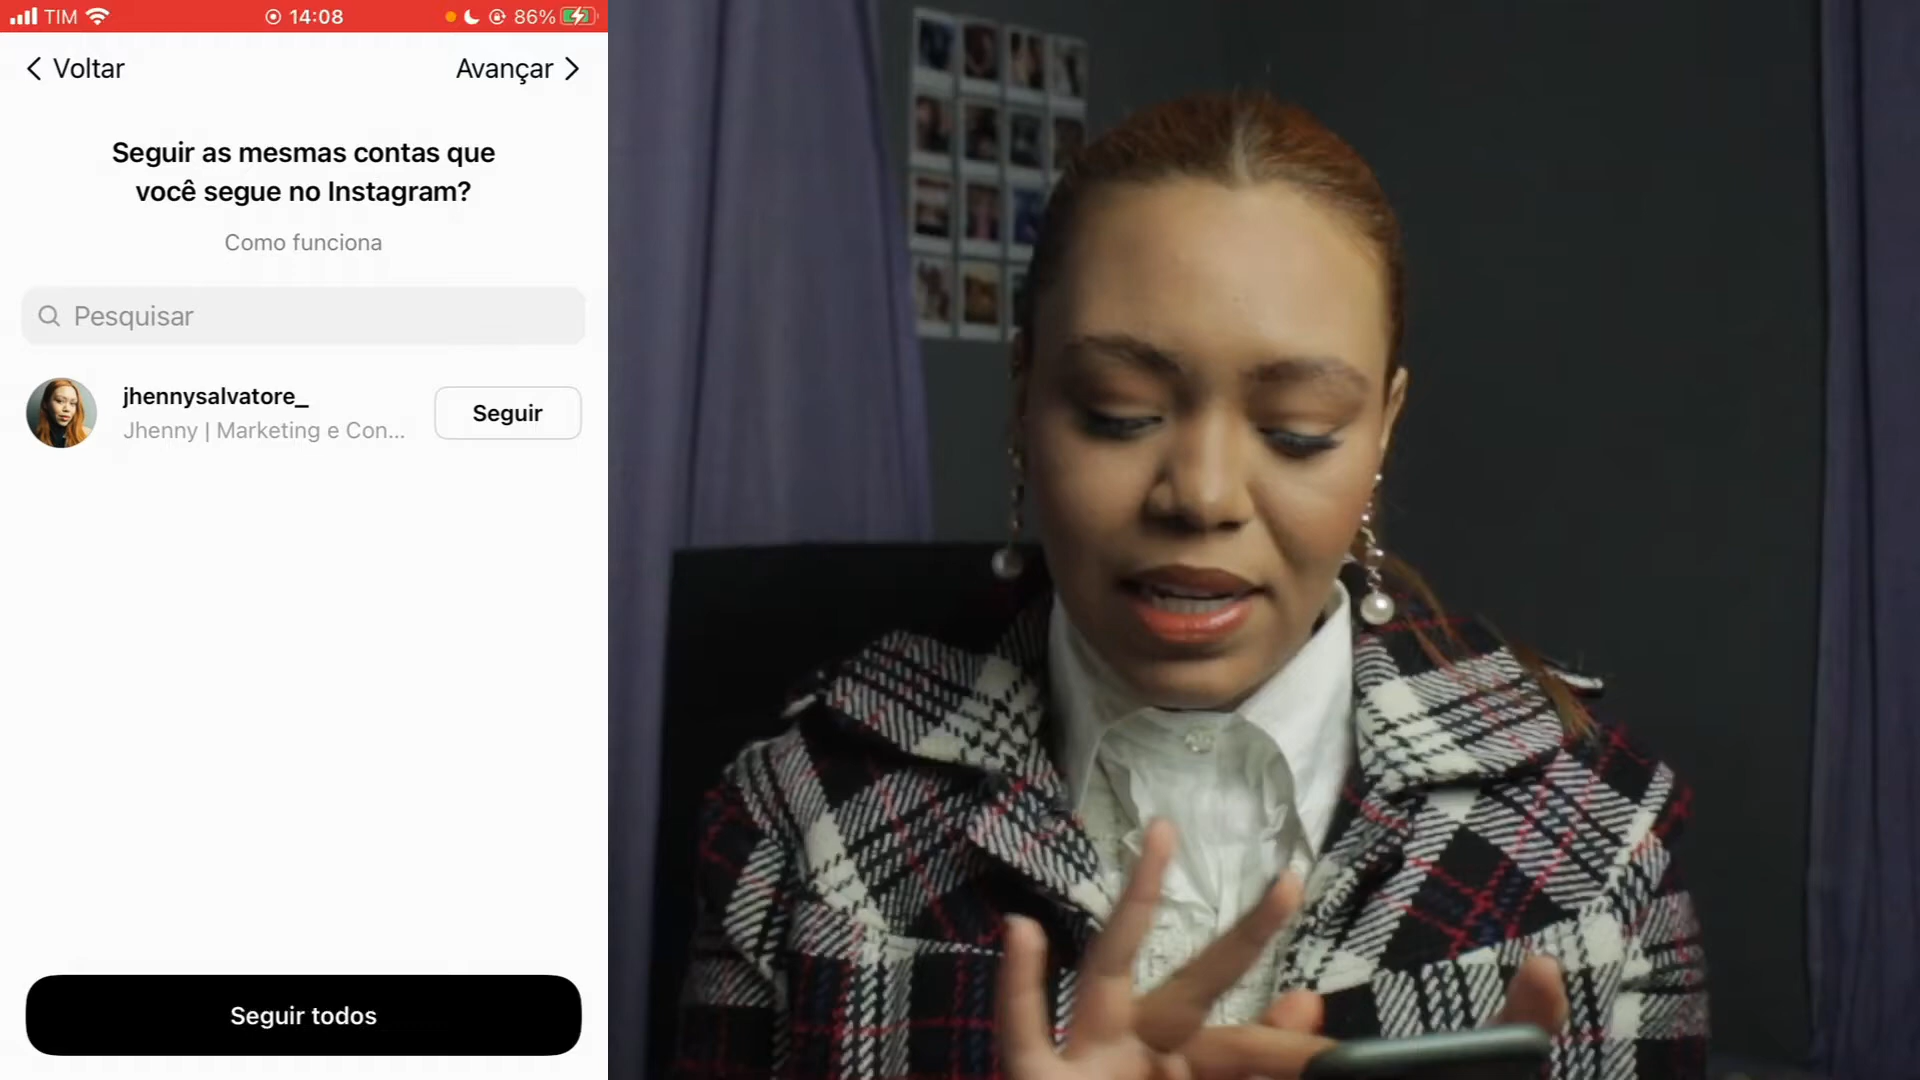 TIM 14:08 86%
Voltar Avançar
Seguir as mesmas contas que
você segue no Instagram?
Como funciona
Pesquisar
jhennysalvatore_
Jhenny | Marketing e Con...
Seguir
Seguir todos